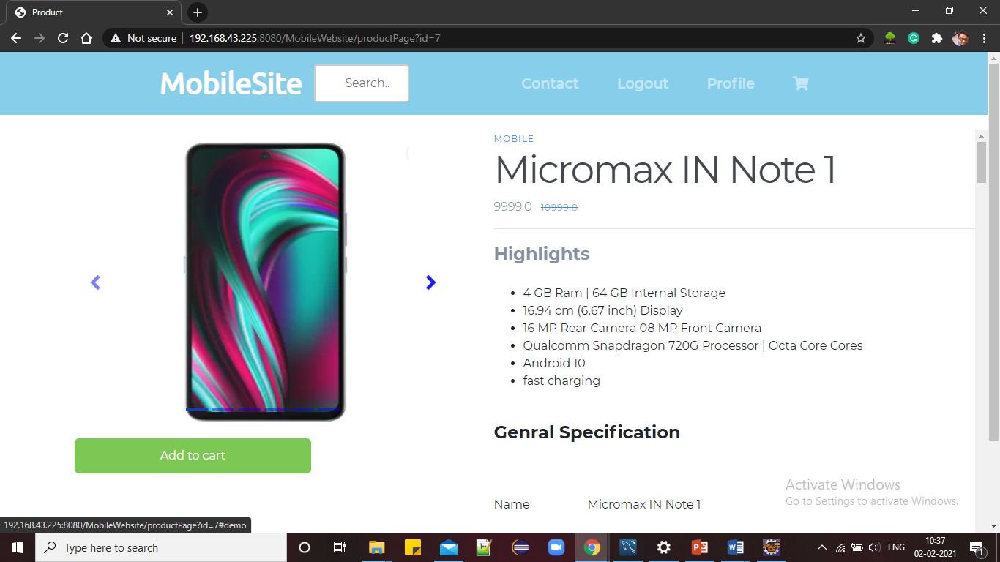 Product
Not secure
192.168.43.225:8080/MobileWebsite/productPage?id=7
MobileSite
Search..
Contact
Logout
Profile
MOBILE
Micromax IN Note 1
9999.0 10999.0
Highlights
4 GB Ram | 64 GB Internal Storage
16.94 cm (6.67 inch) Display
16 MP Rear Camera 08 MP Front Camera
Qualcomm Snapdragon 720G Processor | Octa Core Cores
Android 10
fast charging
Add to cart
Genral Specification
Name Micromax IN Note 1
Activate Windows
Go to Settings to activate Windows.
192.168.43.225:8080/MobileWebsite/productPage?id=7#demo
Type here to search
ENG
10:37
02-02-2021
1